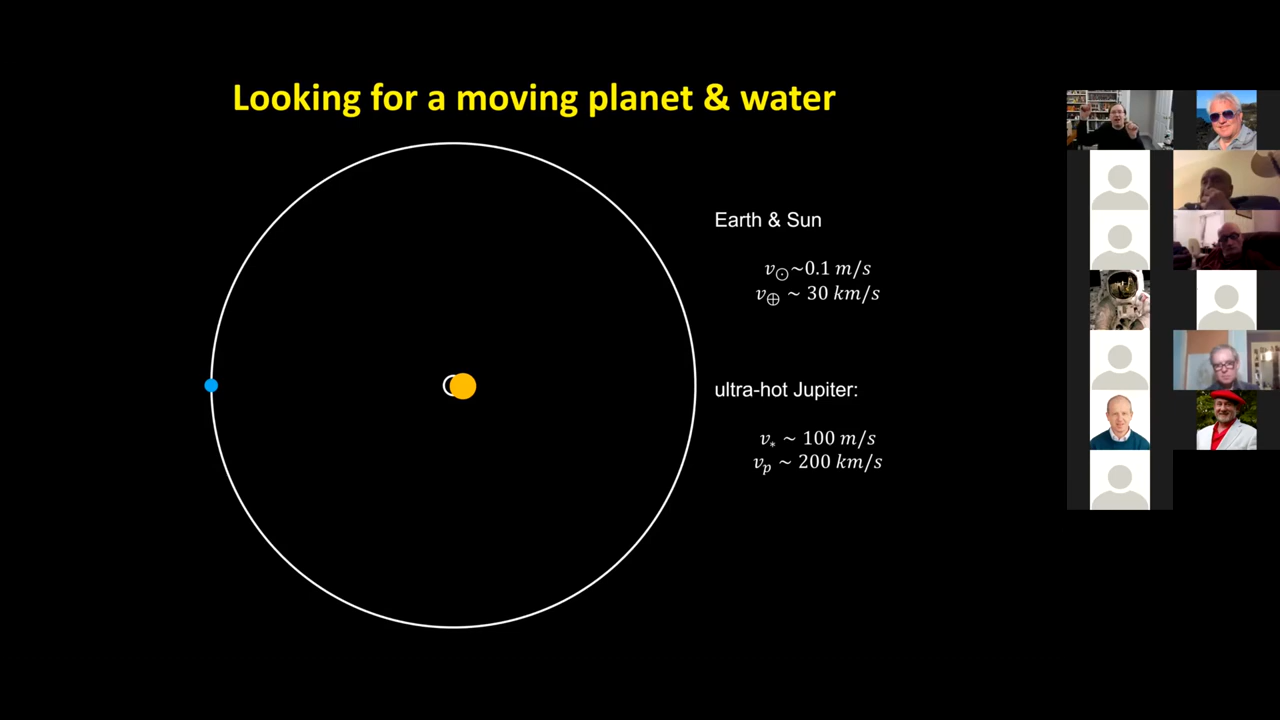 Looking for a moving planet & water
Earth & Sun
v⊙~0.1 m/s
v⊕ ~ 30 km/s
ultra-hot Jupiter:
v* ~ 100 m/s
vp ~ 200 km/s